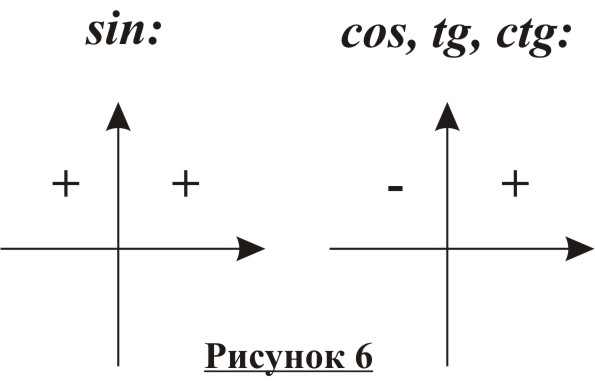 sin: cos, tg, ctg:
+ + - +
Рисунок 6